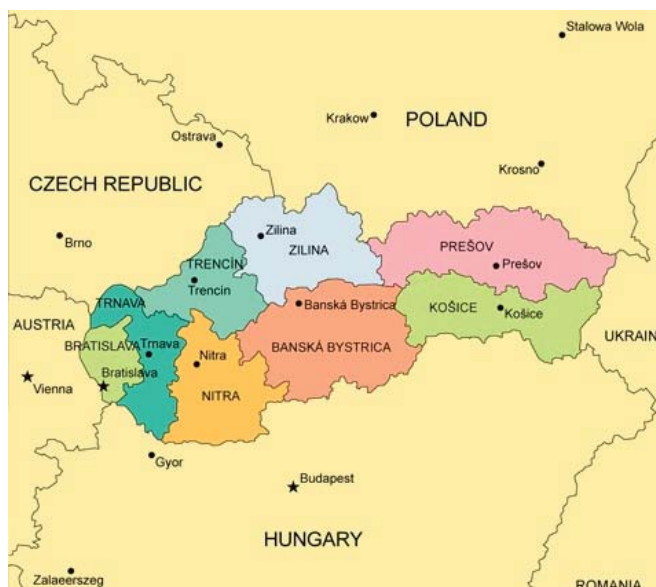 Stalowa Wola
Krakow
POLAND
Ostrava
Krosno
CZECH REPUBLIC
Zilina
Brno
ZILINA
PREŠOV
TRENCÍN
Prešov
Trencín
TRNAVA
Banská Bystrica
KOŠICE
Košice
AUSTRIA
UKRAIN
BRATISLAVA
Trnava
BANSKÁ BYSTRICA
Nitra
Bratislava
Vienna
NITRA
Gyor
Budapest
HUNGARY
Zalaeerszeg
ROMANIA